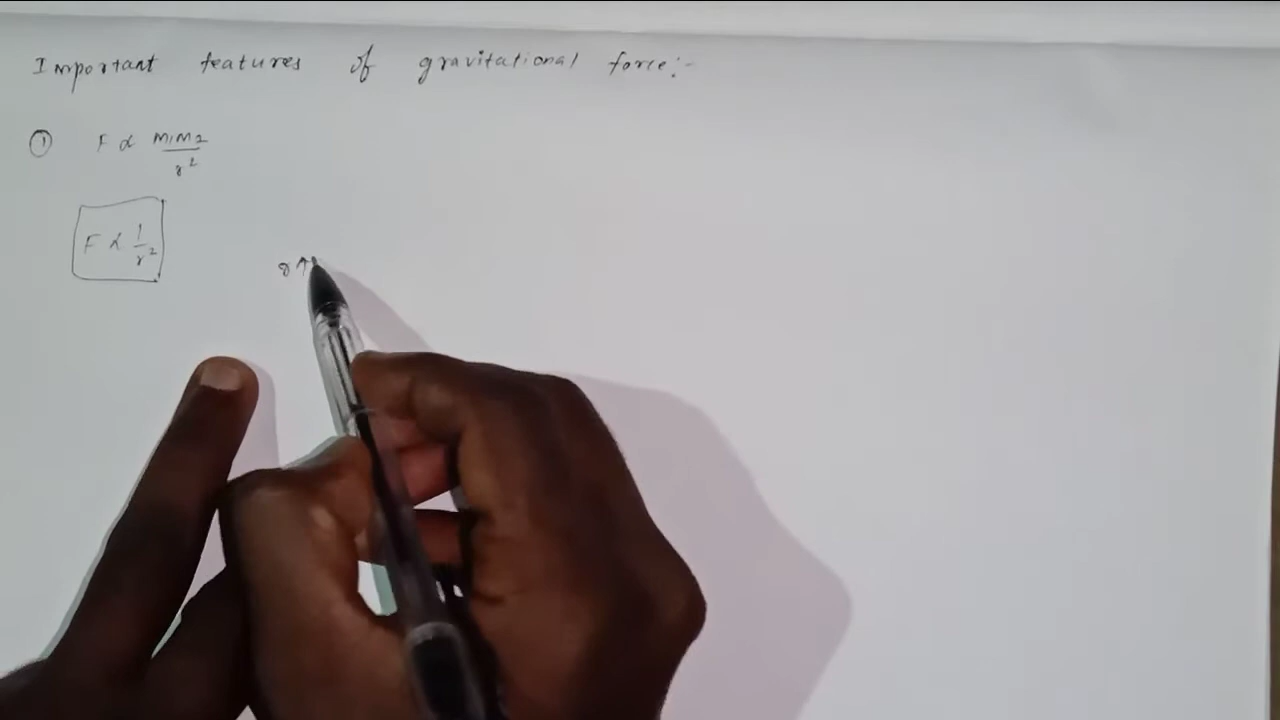 Important features of gravitational force:-
① F ∝ M1M2/r²
F ∝ 1/r²
r↑